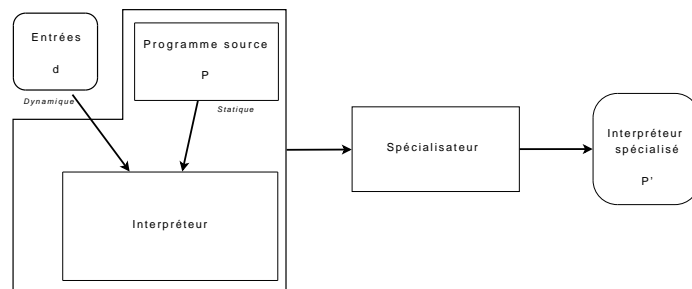 Entrées
d
Dynamique
Programme source
P
Statique
Interpréteur
Spécialisateur
Interpréteur
spécialisé
P'